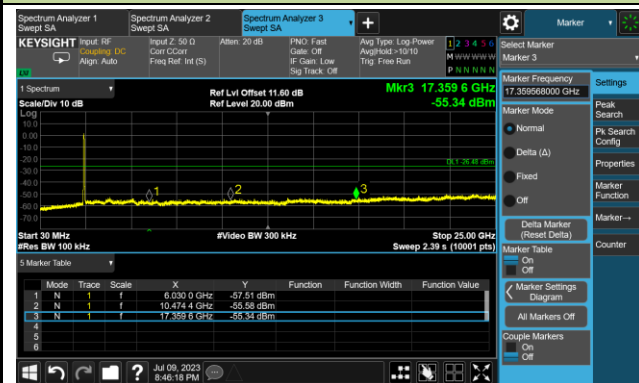 Spectrum Analyzer 1
Swept SA
Spectrum Analyzer 2
Swept SA
Spectrum Analyzer 3
Swept SA
Marker
KEYSIGHT
Input: RF
Coupling: DC
Align: Auto
Input Z: 50 Ω
Corr CCorr
Freq Ref: Int (S)
Atten: 20 dB
PNO: Fast
Gate: Off
IF Gain: Low
Sig Track: Off
Avg Type: Log-Power
Avg|Hold:>10/10
Trig: Free Run
1 2 3 4 5 6
M W W W W W
P N N N N N
Select Marker
Marker 3
1 Spectrum
Scale/Div 10 dB
Log
Ref Lvl Offset 11.60 dB
Ref Level 20.00 dBm
Mkr3 17.359 6 GHz
-55.34 dBm
10.0
0.00
-10.0
-20.0
-30.0
-40.0
-50.0
-60.0
-70.0
DL1 -26.48 dBm
1
2
3
Start 30 MHz
#Res BW 100 kHz
#Video BW 300 kHz
Stop 25.00 GHz
Sweep 2.39 s (10001 pts)
5 Marker Table
Mode Trace Scale X Y Function Function Width Function Value
1 N 1 f 6.030 0 GHz -57.51 dBm
2 N 1 f 10.474 4 GHz -55.58 dBm
3 N 1 f 17.359 6 GHz -55.34 dBm
4
5
6
Marker Frequency
17.359568000 GHz
Marker Mode
Normal
Delta (Δ)
Fixed
Off
Delta Marker
(Reset Delta)
Marker Table
On
Off
Marker Settings
Diagram
All Markers Off
Couple Markers
On
Off
Settings
Peak
Search
Pk Search
Config
Properties
Marker
Function
Marker→
Counter
Jul 09, 2023
8:46:18 PM